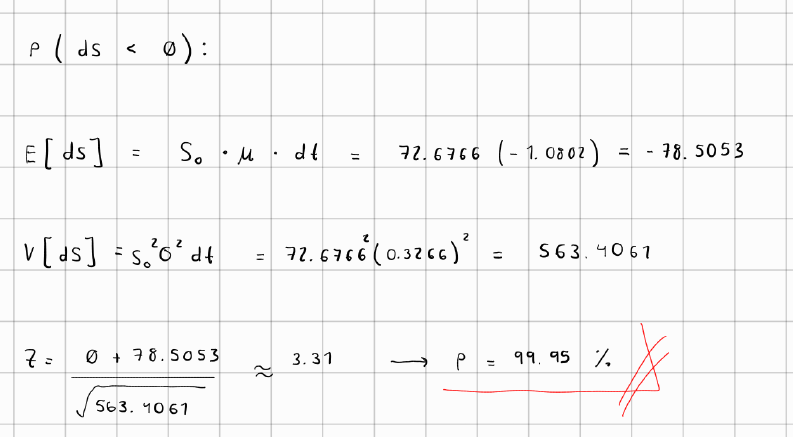 P ( ds < 0 ) :
E [ ds ] = S₀ · μ · dt = 72.6766 ( - 1.0802 ) = - 78.5053
V [ dS ] = S₀² σ² dt = 72.6766² ( 0.3266 )² = 563.4061
Z = (0 + 78.5053) / √563.4061 ≈ 3.31 → P = 99.95 %